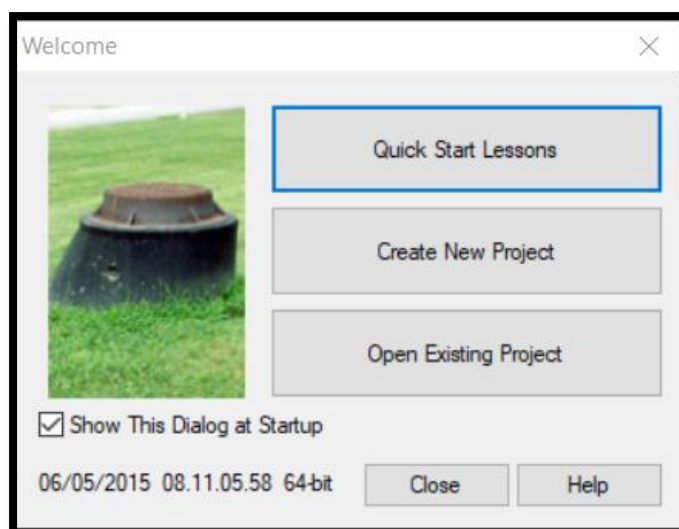 Welcome
Quick Start Lessons
Create New Project
Open Existing Project
Show This Dialog at Startup
06/05/2015 08.11.05.58 64-bit
Close
Help